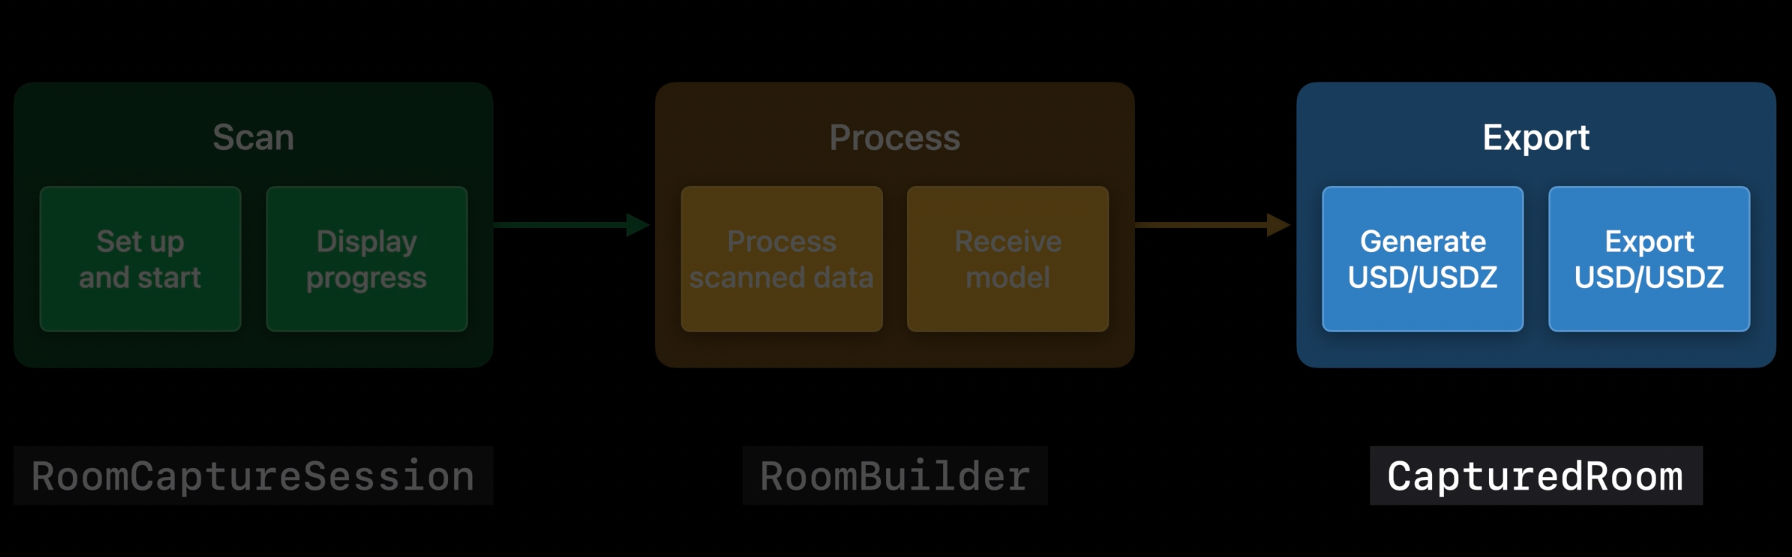 Scan
Set up
and start
Display
progress
Process
Process
scanned data
Receive
model
Export
Generate
USD/USDZ
Export
USD/USDZ
RoomCaptureSession
RoomBuilder
CapturedRoom